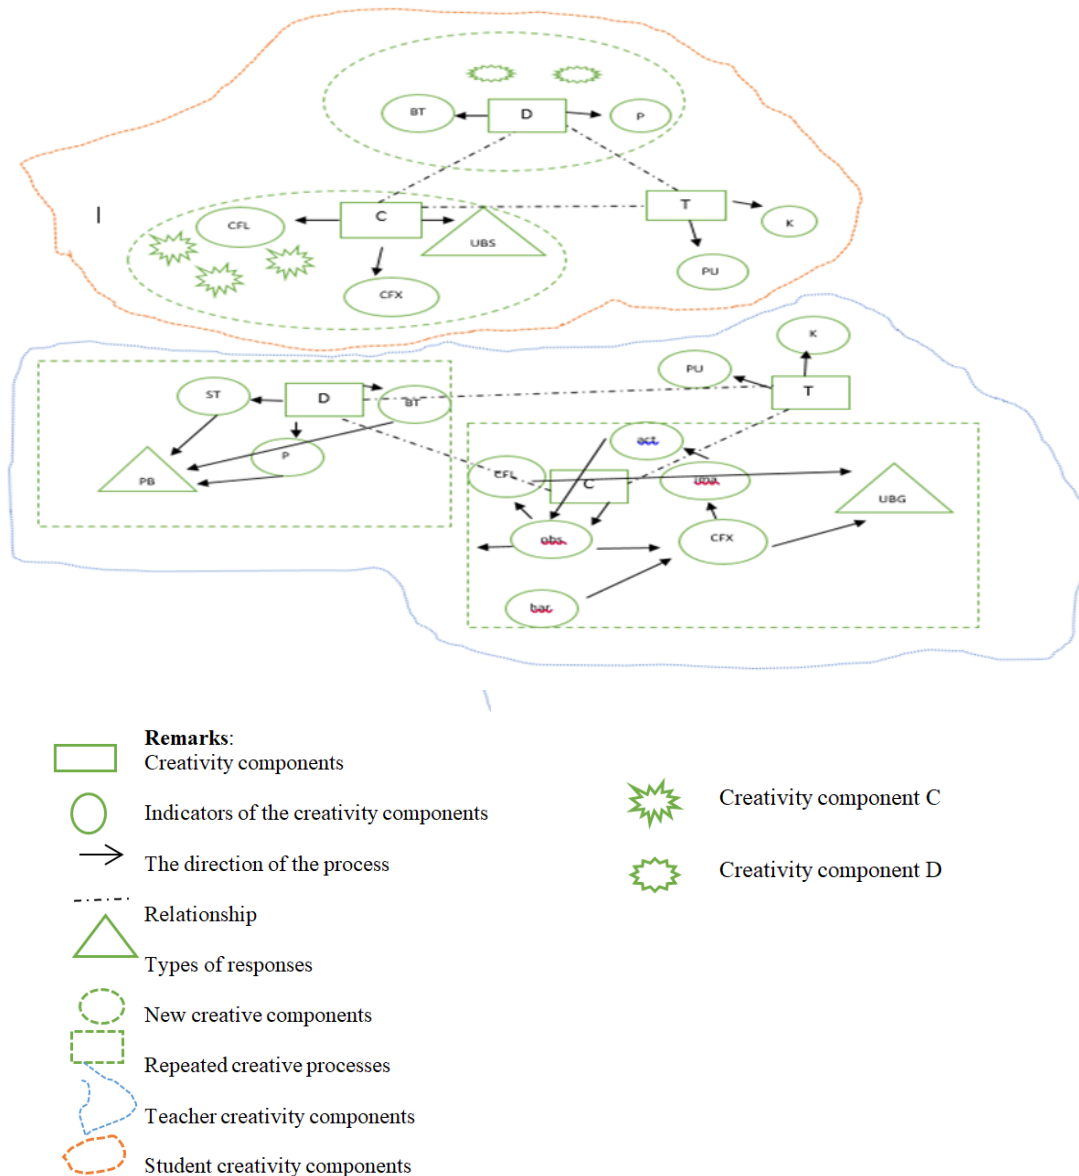 BT
D
P
C
T
CFL
UBS
K
PU
CFX
K
PU
T
ST
D
BT
P
PB
act
CFL
C
ima
UBG
obs
CFX
bar
Remarks:
Creativity components
Indicators of the creativity components
Creativity component C
The direction of the process
Creativity component D
Relationship
Types of responses
New creative components
Repeated creative processes
Teacher creativity components
Student creativity components